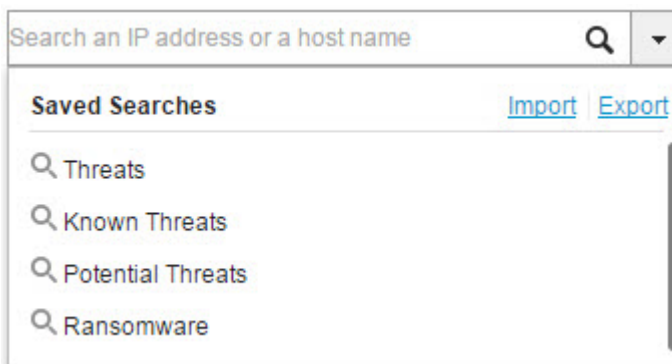 Search an IP address or a host name
Saved Searches Import Export
Threats
Known Threats
Potential Threats
Ransomware